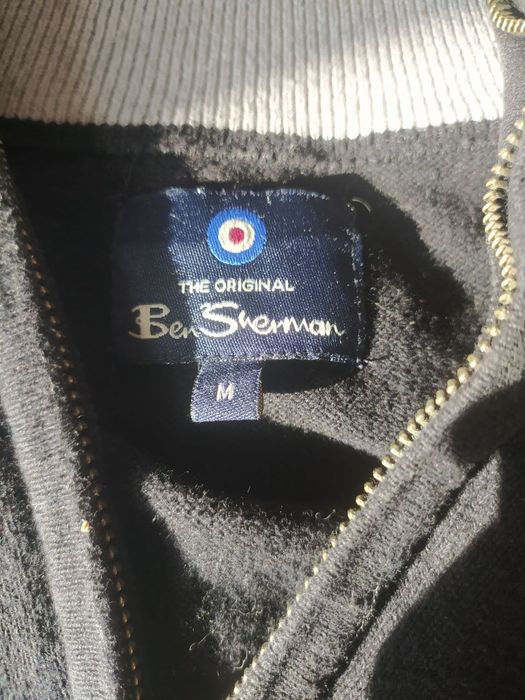 THE ORIGINAL
Ben Sherman
M